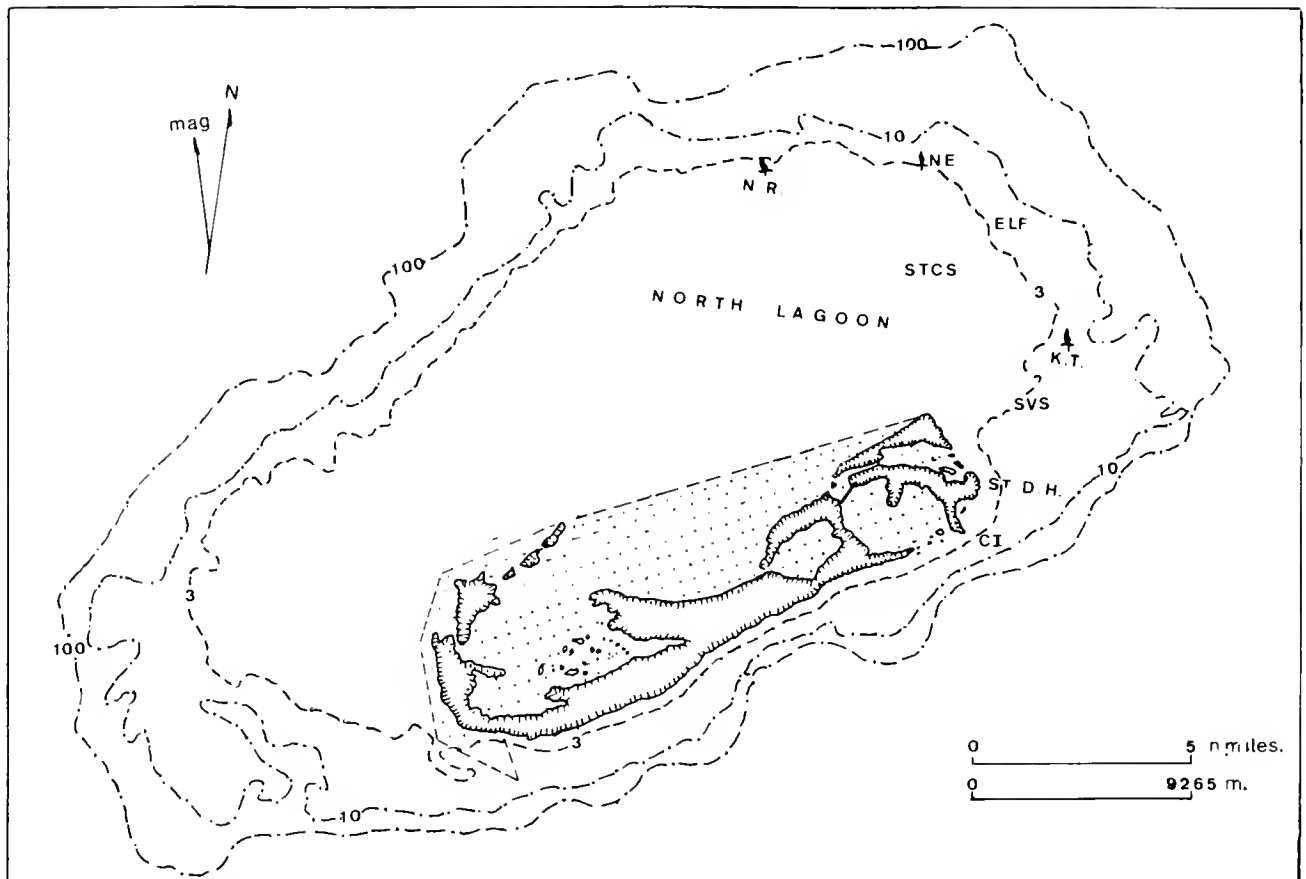 100
N
mag
10
NE
N R.
ELF
100
STCS
3
NORTH LAGOON
K.T.
SVS
10
ST D.H.
CI
3
100
3
0 5 n.miles.
0 9265 m.
10